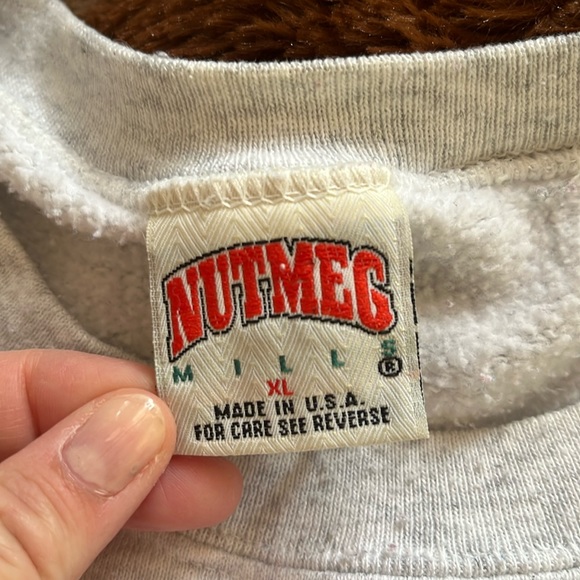 NUTMEG
MILLS®
XL
MADE IN U.S.A.
FOR CARE SEE REVERSE